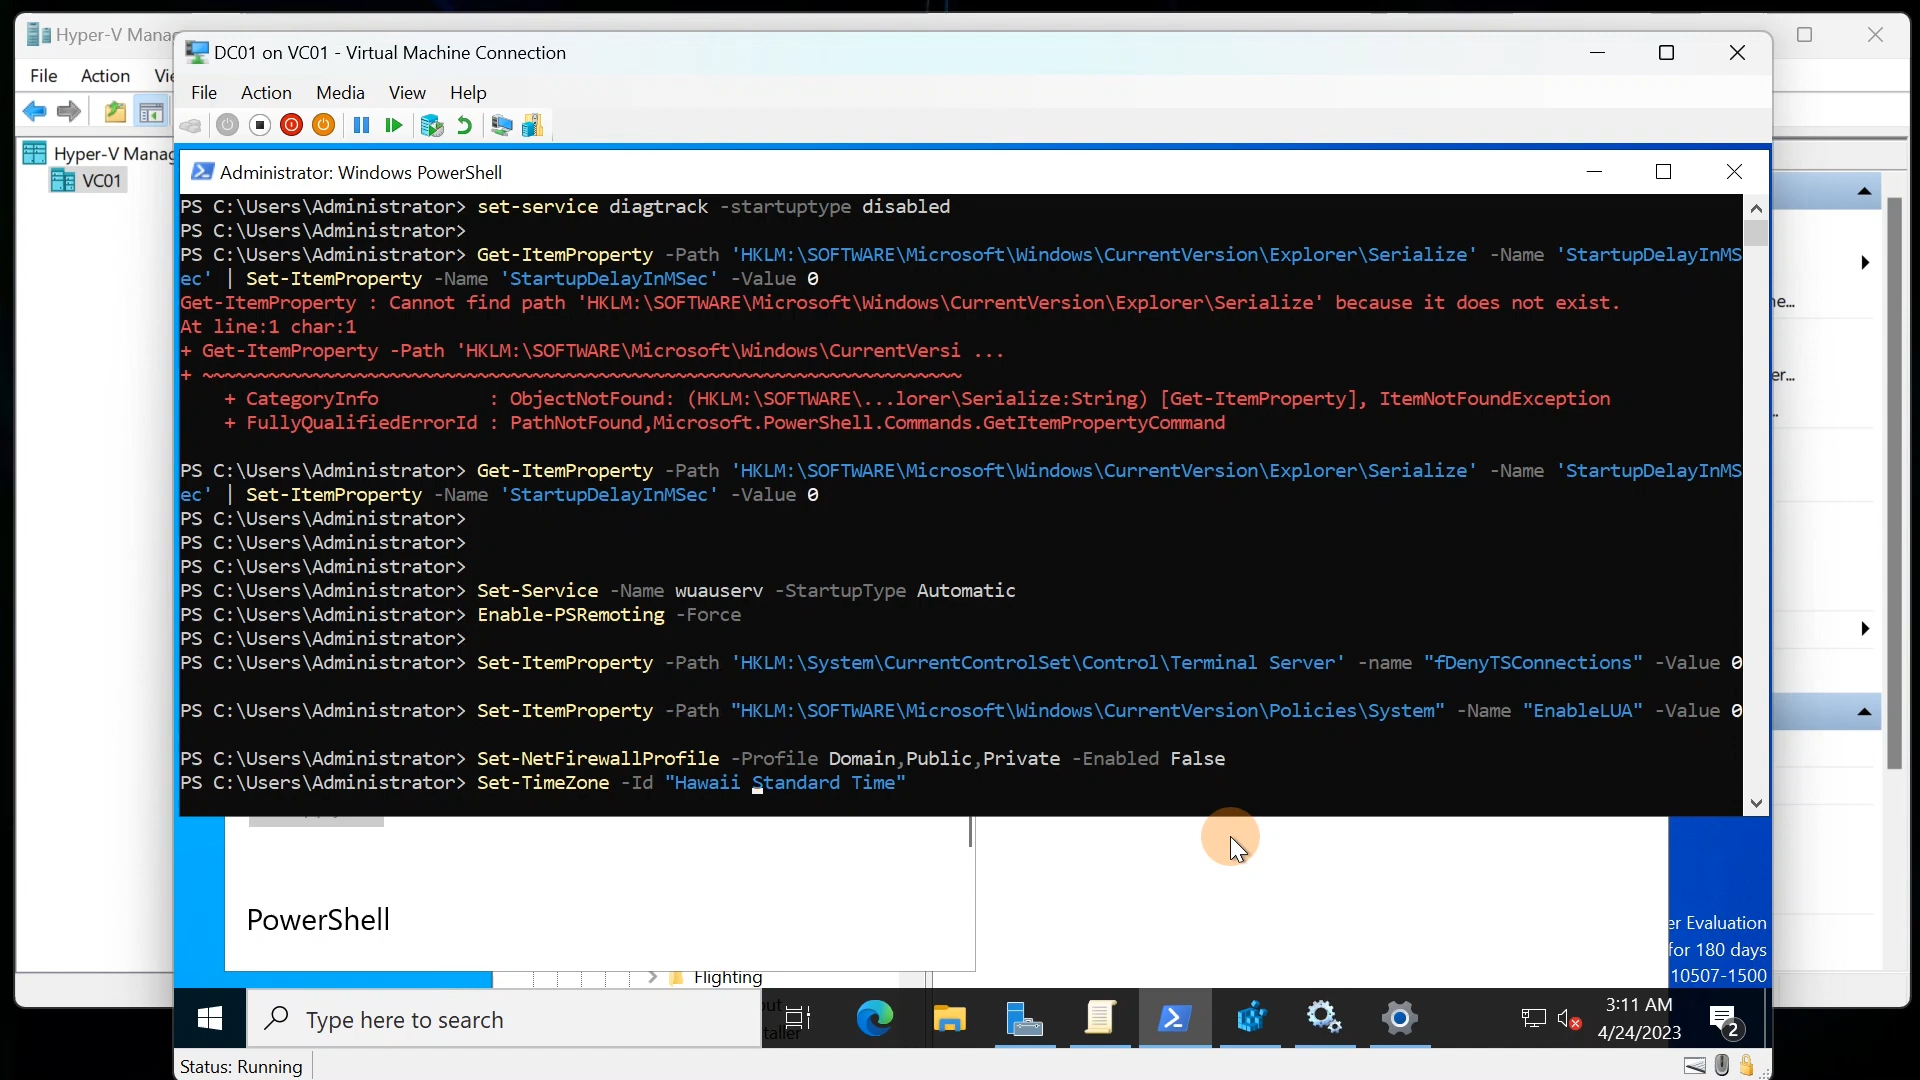 Hyper-V Mana
File Action Vi
Hyper-V Manag
VC01
DC01 on VC01 - Virtual Machine Connection
File Action Media View Help
Administrator: Windows PowerShell
PS C:\Users\Administrator> set-service diagtrack -startuptype disabled
PS C:\Users\Administrator>
PS C:\Users\Administrator> Get-ItemProperty -Path 'HKLM:\SOFTWARE\Microsoft\Windows\CurrentVersion\Explorer\Serialize' -Name 'StartupDelayInMS
ec' | Set-ItemProperty -Name 'StartupDelayInMSec' -Value 0
Get-ItemProperty : Cannot find path 'HKLM:\SOFTWARE\Microsoft\Windows\CurrentVersion\Explorer\Serialize' because it does not exist.
At line:1 char:1
+ Get-ItemProperty -Path 'HKLM:\SOFTWARE\Microsoft\Windows\CurrentVersi ...
+ ~~~~~~~~~~~~~~~~~~~~~~~~~~~~~~~~~~~~~~~~~~~~~~~~~~~~~~~~~~~~~~~~~~~~~
+ CategoryInfo : ObjectNotFound: (HKLM:\SOFTWARE\...lorer\Serialize:String) [Get-ItemProperty], ItemNotFoundException
+ FullyQualifiedErrorId : PathNotFound,Microsoft.PowerShell.Commands.GetItemPropertyCommand
PS C:\Users\Administrator> Get-ItemProperty -Path 'HKLM:\SOFTWARE\Microsoft\Windows\CurrentVersion\Explorer\Serialize' -Name 'StartupDelayInMS
ec' | Set-ItemProperty -Name 'StartupDelayInMSec' -Value 0
PS C:\Users\Administrator>
PS C:\Users\Administrator>
PS C:\Users\Administrator>
PS C:\Users\Administrator> Set-Service -Name wuauserv -StartupType Automatic
PS C:\Users\Administrator> Enable-PSRemoting -Force
PS C:\Users\Administrator>
PS C:\Users\Administrator> Set-ItemProperty -Path 'HKLM:\System\CurrentControlSet\Control\Terminal Server' -name "fDenyTSConnections" -Value 0
PS C:\Users\Administrator> Set-ItemProperty -Path "HKLM:\SOFTWARE\Microsoft\Windows\CurrentVersion\Policies\System" -Name "EnableLUA" -Value 0
PS C:\Users\Administrator> Set-NetFirewallProfile -Profile Domain,Public,Private -Enabled False
PS C:\Users\Administrator> Set-TimeZone -Id "Hawaii Standard Time"
ne...
er...
PowerShell
Flighting
er Evaluation
for 180 days
10507-1500
Type here to search
3:11 AM
4/24/2023
2
Status: Running